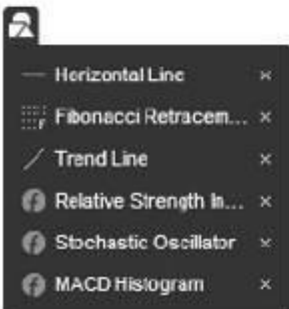 Horizontal Line
Fibonacci Retracem...
Trend Line
Relative Strength In...
Stochastic Oscillator
MACD Histogram